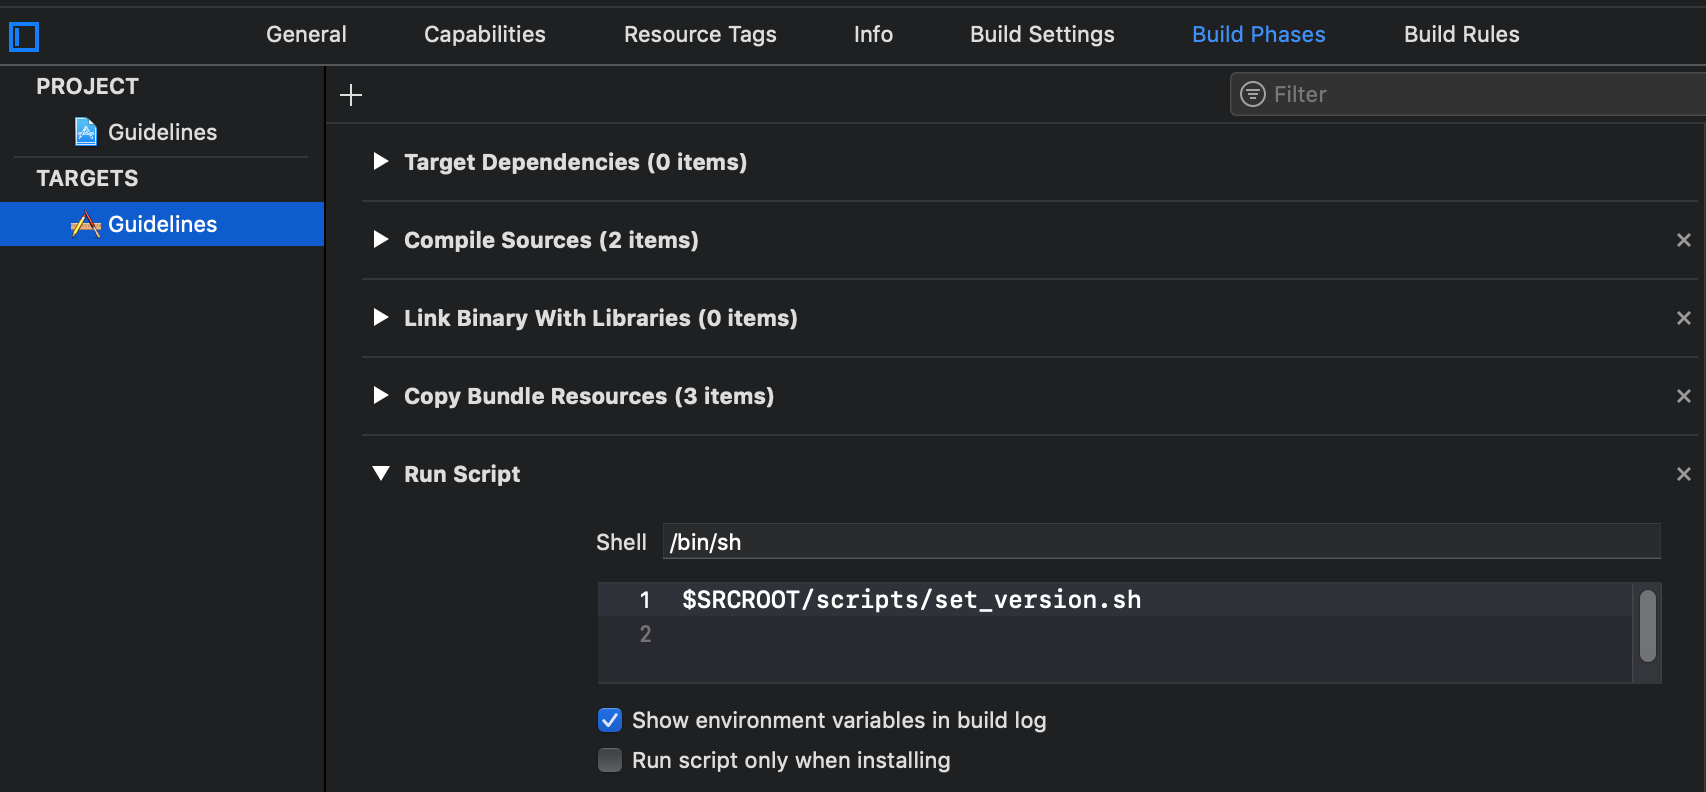 General Capabilities Resource Tags Info Build Settings Build Phases Build Rules
PROJECT
Guidelines
TARGETS
Guidelines
Filter
Target Dependencies (0 items)
Compile Sources (2 items)
Link Binary With Libraries (0 items)
Copy Bundle Resources (3 items)
Run Script
Shell /bin/sh
1 $SRCROOT/scripts/set_version.sh
2
Show environment variables in build log
Run script only when installing